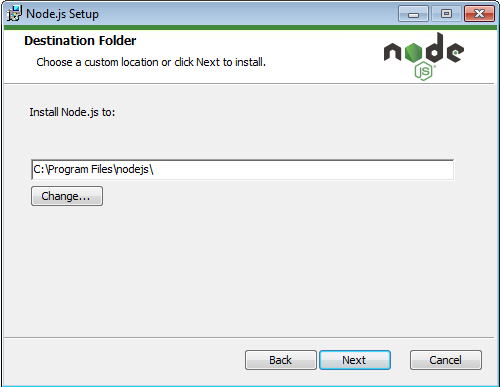 Node.js Setup
Destination Folder
Choose a custom location or click Next to install.
node
JS
Install Node.js to:
C:\Program Files\nodejs\
Change...
Back
Next
Cancel